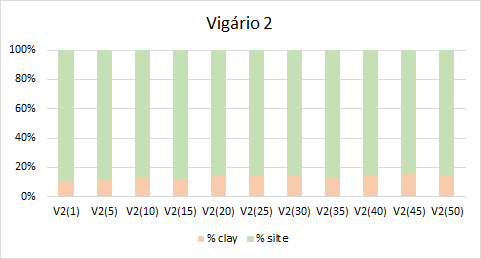 Vigário 2
100%
80%
60%
40%
20%
0%
V2(1) V2(5) V2(10) V2(15) V2(20) V2(25) V2(30) V2(35) V2(40) V2(45) V2(50)
% clay % silte